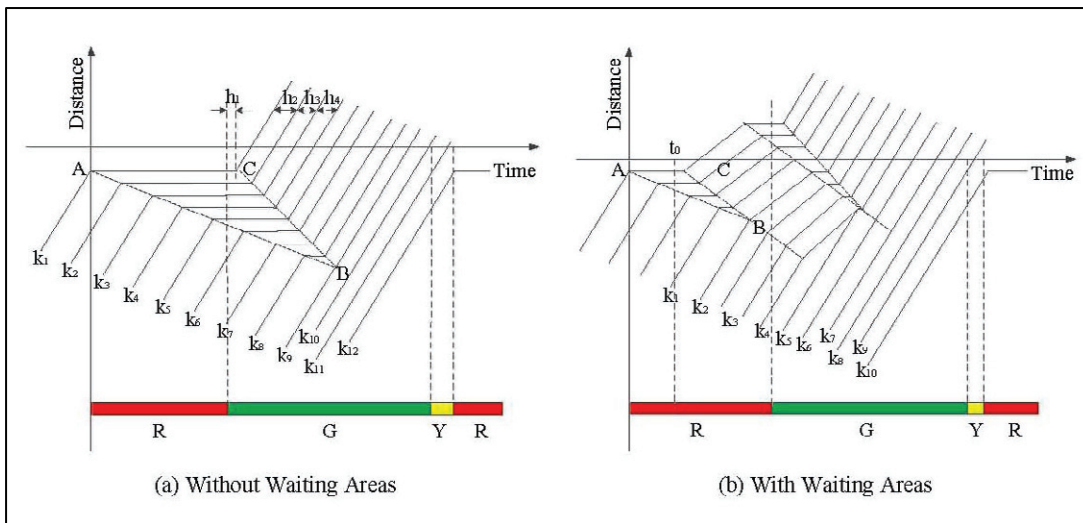 Distance
h₁
h₂ h₃ h₄
A
C
Time
B
k₁
k₂
k₃
k₄
k₅
k₆
k₇
k₈
k₉
k₁₀
k₁₁
k₁₂
R G Y R
(a) Without Waiting Areas
Distance
t₀
A
C
Time
B
k₁
k₂
k₃
k₄
k₅
k₆
k₇
k₈
k₉
k₁₀
R G Y R
(b) With Waiting Areas